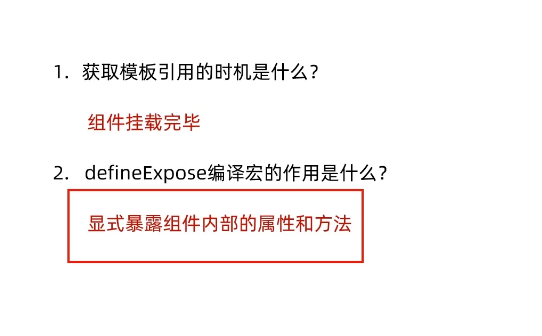 1. 获取模板引用的时机是什么？
组件挂载完毕
2. defineExpose编译宏的作用是什么？
显式暴露组件内部的属性和方法